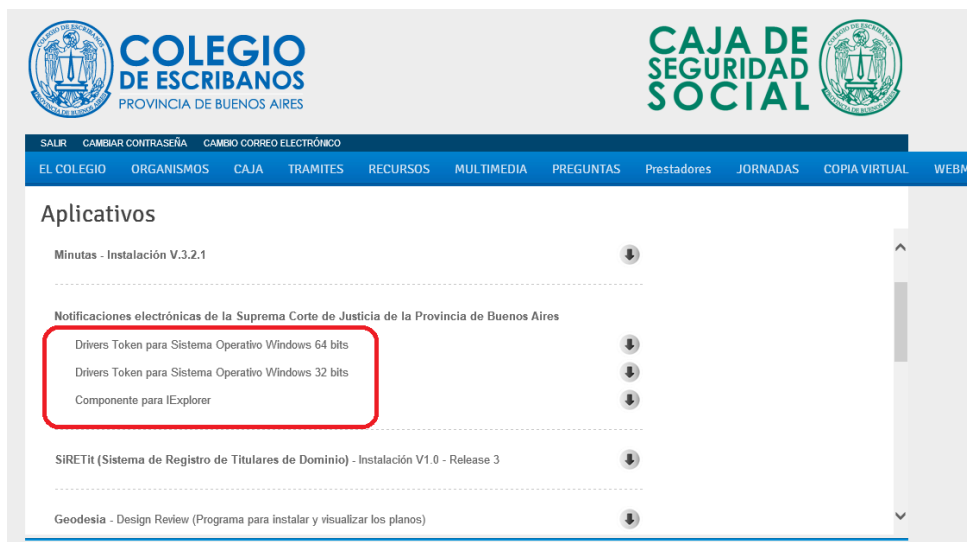 COLEGIO
DE ESCRIBANOS
PROVINCIA DE BUENOS AIRES
CAJA DE
SEGURIDAD
SOCIAL
SALIR CAMBIAR CONTRASEÑA CAMBIO CORREO ELECTRÓNICO
EL COLEGIO ORGANISMOS CAJA TRAMITES RECURSOS MULTIMEDIA PREGUNTAS Prestadores JORNADAS COPIA VIRTUAL WEBM
Aplicativos
Minutas - Instalación V.3.2.1
Notificaciones electrónicas de la Suprema Corte de Justicia de la Provincia de Buenos Aires
Drivers Token para Sistema Operativo Windows 64 bits
Drivers Token para Sistema Operativo Windows 32 bits
Componente para IExplorer
SiRETit (Sistema de Registro de Titulares de Dominio) - Instalación V1.0 - Release 3
Geodesia - Design Review (Programa para instalar y visualizar los planos)